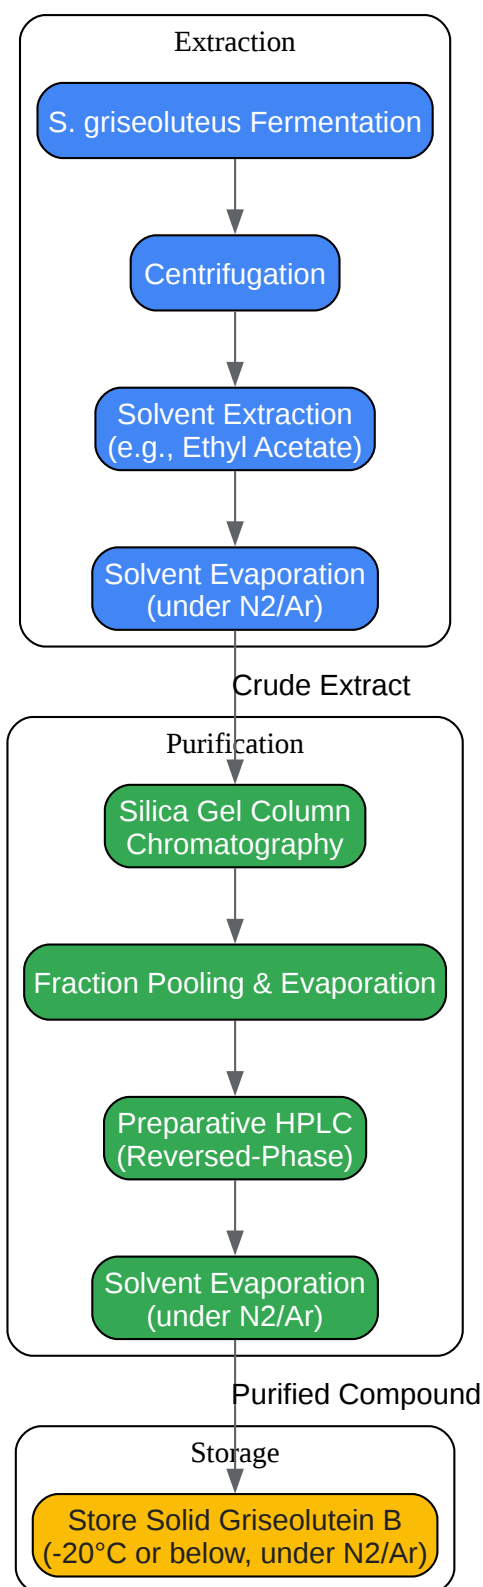 Extraction
S. griseoluteus Fermentation
Centrifugation
Solvent Extraction
(e.g., Ethyl Acetate)
Solvent Evaporation
(under N2/Ar)
Crude Extract
Purification
Silica Gel Column
Chromatography
Fraction Pooling & Evaporation
Preparative HPLC
(Reversed-Phase)
Solvent Evaporation
(under N2/Ar)
Purified Compound
Storage
Store Solid Griseolutein B
(-20°C or below, under N2/Ar)